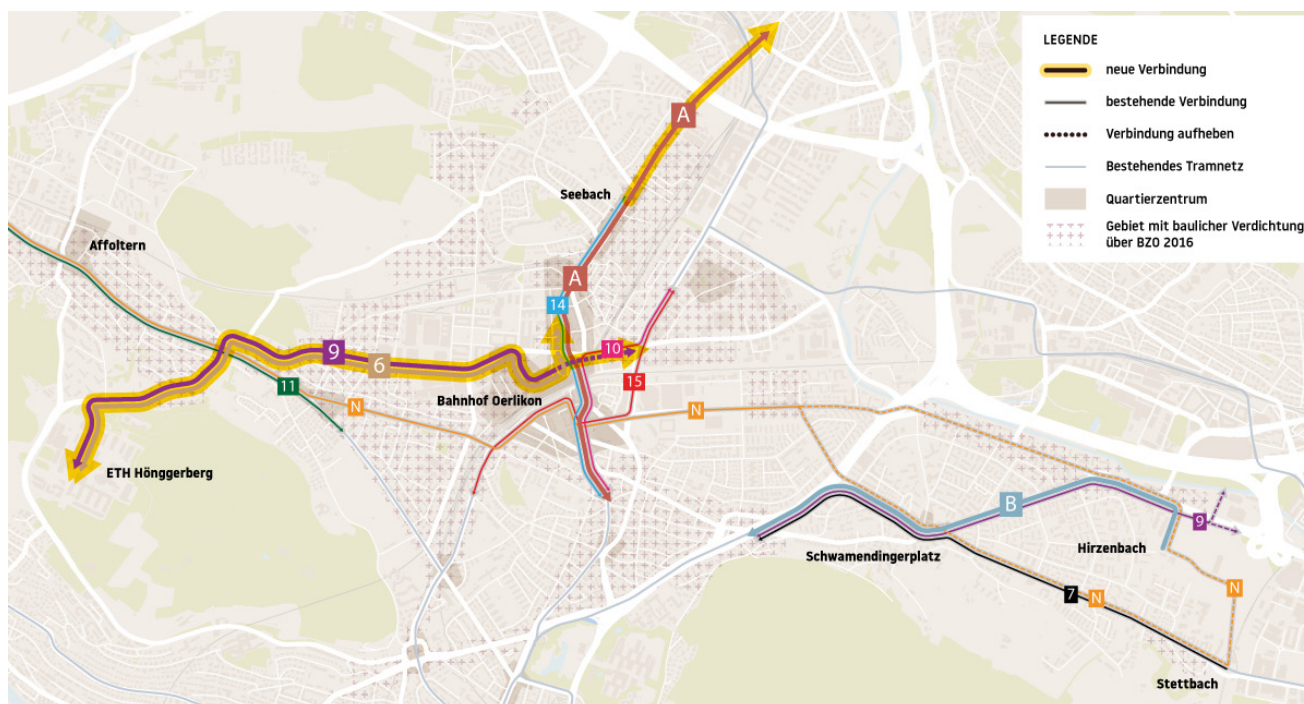 LEGENDE
neue Verbindung
bestehende Verbindung
Verbindung aufheben
Bestehendes Tramnetz
Quartierzentrum
Gebiet mit baulicher Verdichtung
über BZO 2016
A
Seebach
Affoltern
A
14
9
6
10
11
15
Bahnhof Oerlikon
N
N
ETH Hönggerberg
B
9
Schwamendingerplatz
Hirzenbach
7
N
N
Stettbach